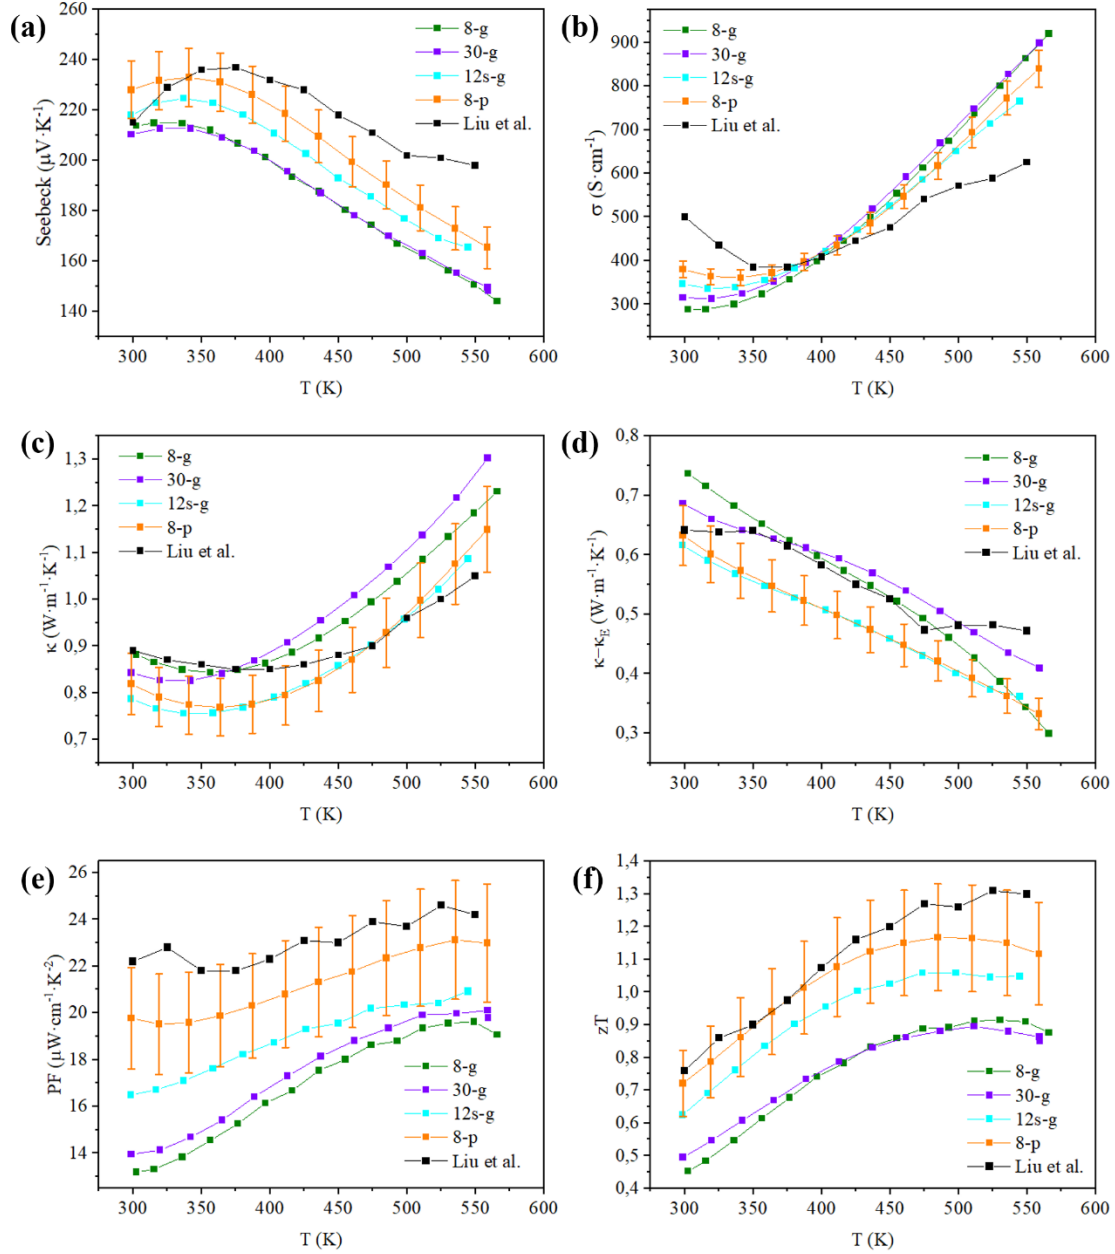 (a)
260
240
220
200
180
160
140
Seebeck (μV·K⁻¹)
8-g
30-g
12s-g
8-p
Liu et al.
300 350 400 450 500 550 600
T (K)
(b)
900
800
700
600
500
400
300
σ (S·cm⁻¹)
8-g
30-g
12s-g
8-p
Liu et al.
300 350 400 450 500 550 600
T (K)
(c)
1,3
1,2
1,1
1,0
0,9
0,8
0,7
κ (W·m⁻¹·K⁻¹)
8-g
30-g
12s-g
8-p
Liu et al.
300 350 400 450 500 550 600
T (K)
(d)
0,8
0,7
0,6
0,5
0,4
0,3
κ−κ_E (W·m⁻¹·K⁻¹)
8-g
30-g
12s-g
8-p
Liu et al.
300 350 400 450 500 550 600
T (K)
(e)
26
24
22
20
18
16
14
PF (μW·cm⁻¹·K⁻²)
8-g
30-g
12s-g
8-p
Liu et al.
300 350 400 450 500 550 600
T (K)
(f)
1,4
1,3
1,2
1,1
1,0
0,9
0,8
0,7
0,6
0,5
0,4
zT
8-g
30-g
12s-g
8-p
Liu et al.
300 350 400 450 500 550 600
T (K)